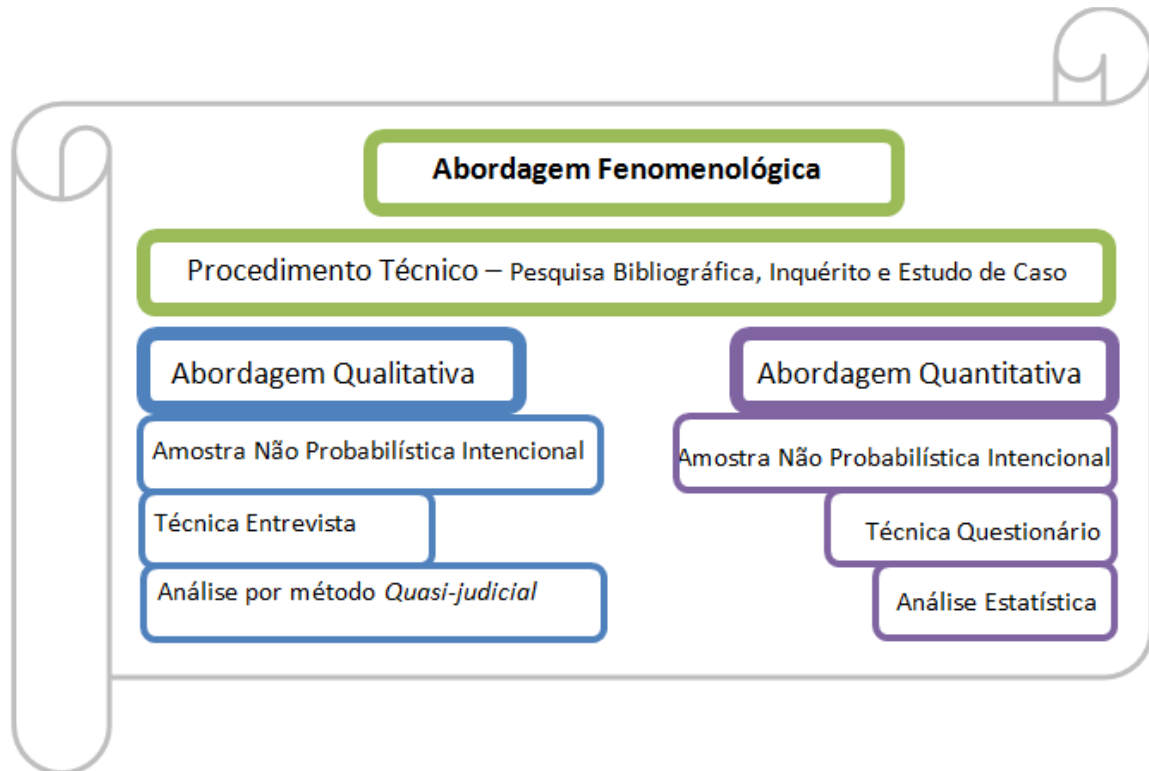 Abordagem Fenomenológica
Procedimento Técnico – Pesquisa Bibliográfica, Inquérito e Estudo de Caso
Abordagem Qualitativa
Amostra Não Probabilística Intencional
Técnica Entrevista
Análise por método Quasi-judicial
Abordagem Quantitativa
Amostra Não Probabilística Intencional
Técnica Questionário
Análise Estatística